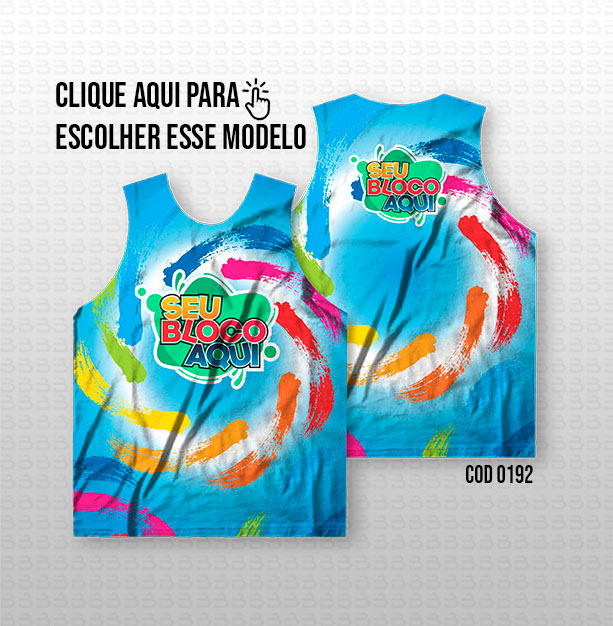 CLIQUE AQUI PARA
ESCOLHER ESSE MODELO
SEU
BLOCO
AQUI
SEU
BLOCO
AQUI
COD 0192